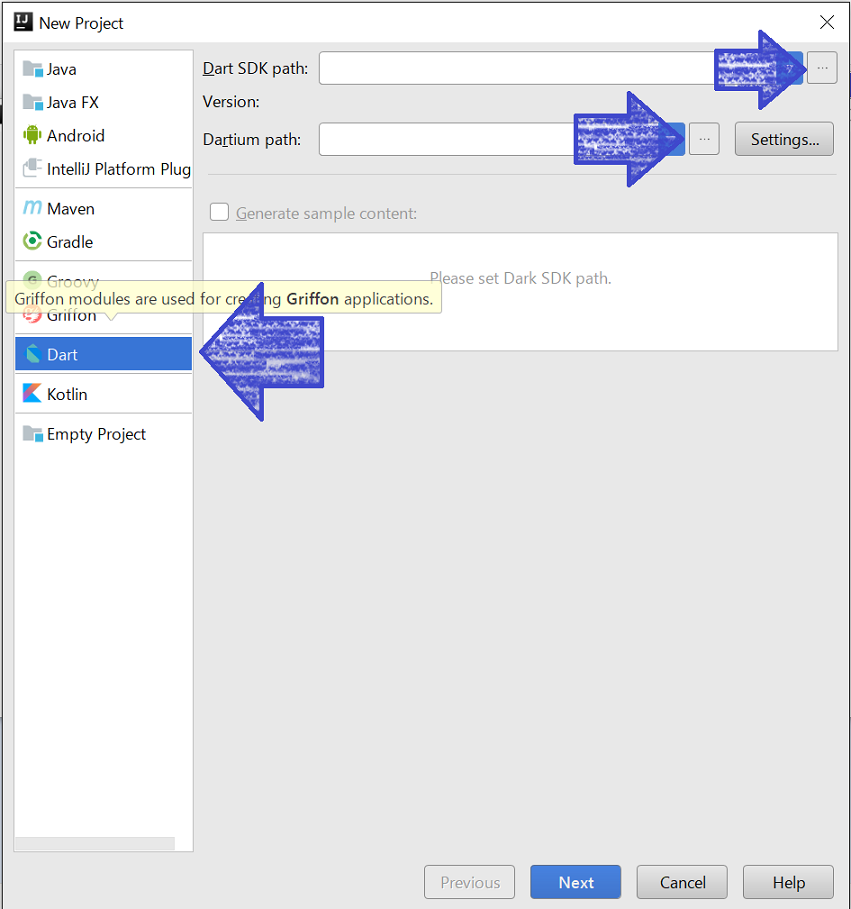 New Project
Java
Java FX
Android
IntelliJ Platform Plug
Maven
Gradle
Groovy
Griffon modules are used for creating Griffon applications.
Griffon
Dart
Kotlin
Empty Project
Dart SDK path:
...
Version:
Dartium path:
...
Settings...
Generate sample content:
Please set Dark SDK path.
Previous
Next
Cancel
Help